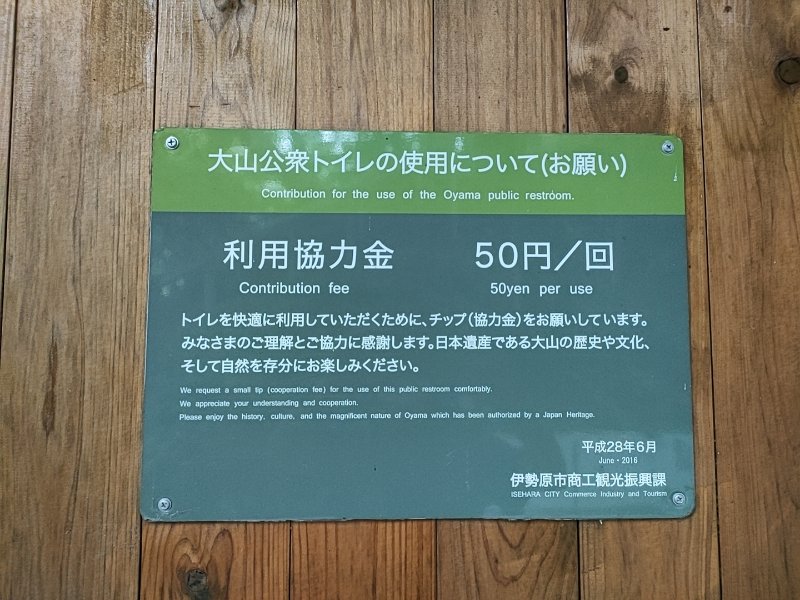 大山公衆トイレの使用について(お願い)
Contribution for the use of the Oyama public restroom.
利用協力金 50円／回
Contribution fee 50yen per use
トイレを快適に利用していただくために、チップ（協力金）をお願いしています。
みなさまのご理解とご協力に感謝します。日本遺産である大山の歴史や文化、
そして自然を存分にお楽しみください。
We request a small tip (cooperation fee) for the use of this public restroom comfortably.
We appreciate your understanding and cooperation.
Please enjoy the history, culture, and the magnificent nature of Oyama which has been authorized by a Japan Heritage.
平成28年6月
June・2016
伊勢原市商工観光振興課
ISEHARA CITY Commerce Industry and Tourism